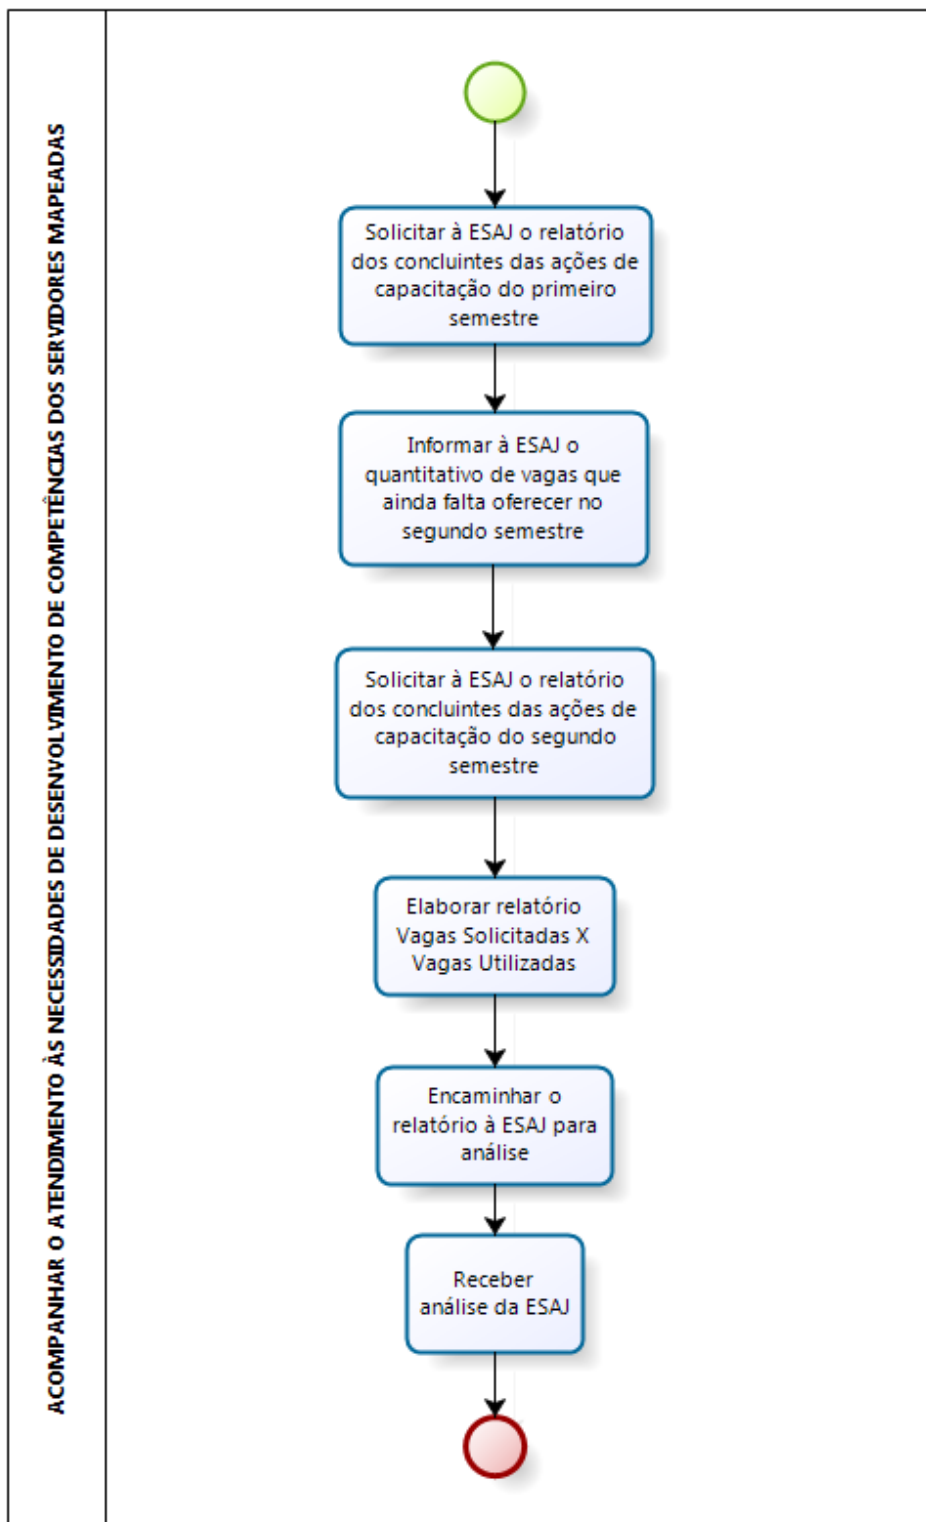 ACOMPANHAR O ATENDIMENTO ÀS NECESSIDADES DE DESENVOLVIMENTO DE COMPETÊNCIAS DOS SERVIDORES MAPEADAS
Solicitar à ESAJ o relatório
dos concluintes das ações de
capacitação do primeiro
semestre
Informar à ESAJ o
quantitativo de vagas que
ainda falta oferecer no
segundo semestre
Solicitar à ESAJ o relatório
dos concluintes das ações de
capacitação do segundo
semestre
Elaborar relatório
Vagas Solicitadas X
Vagas Utilizadas
Encaminhar o
relatório à ESAJ para
análise
Receber
análise da ESAJ